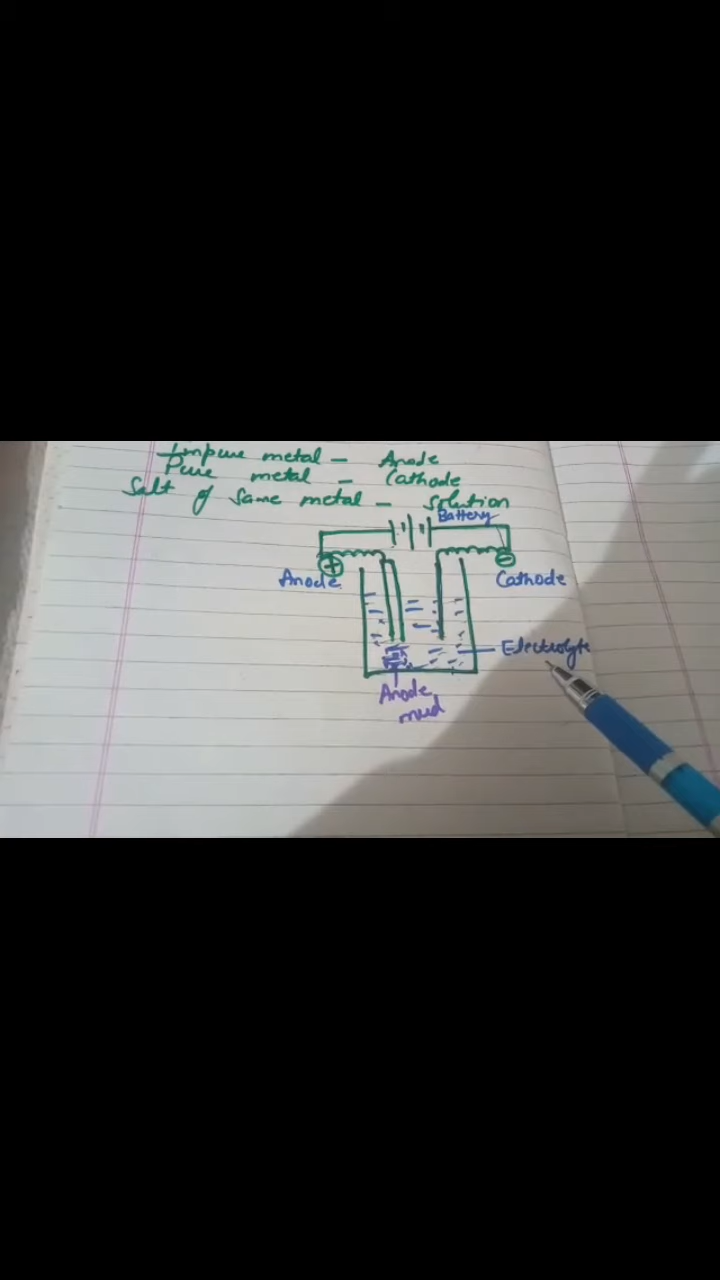 Impure metal - Anode
Pure metal - Cathode
Salt of same metal - solution
Battery
+
-
Anode
Cathode
Electrolyte
Anode
mud